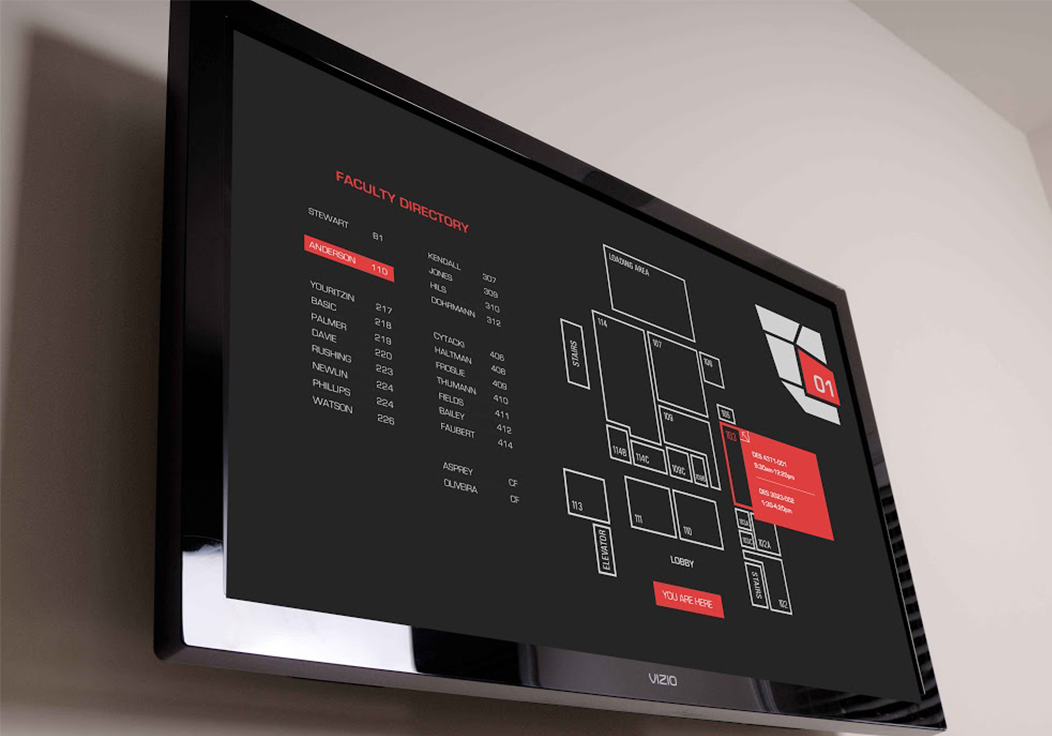 FACULTY DIRECTORY
STEWART 61
ANDERSON 110
YOURITZIN 217
BASIC 218
PALMER 219
DAVIE 220
RUSHING 223
NEWLIN 224
PHILLIPS 224
WATSON 226
KENDALL 307
JONES 309
HILS 310
DOHRMANN 312
CYTACKI 406
HALTMAN 408
FROSUE 409
THUMANN 410
FIELDS 411
BAILEY 412
FAUBERT 414
ASPREY CF
OLIVEIRA CF
LOADING AREA
114
STAIRS
107
106
109
105
01
103
DES 4371-001
9:30am-12:20pm
DES 3823-002
1:30-4:20pm
114B
114C
109C
113
111
110
102A
ELEVATOR
LOBBY
STAIRS
102
YOU ARE HERE
VIZIO